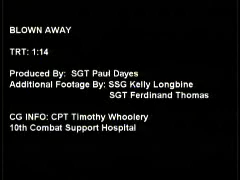 BLOWN AWAY
TRT: 1:14
Produced By: SGT Paul Dayes
Additional Footage By: SSG Kelly Longbine
SGT Ferdinand Thomas
CG INFO: CPT Timothy Whoolery
10th Combat Support Hospital